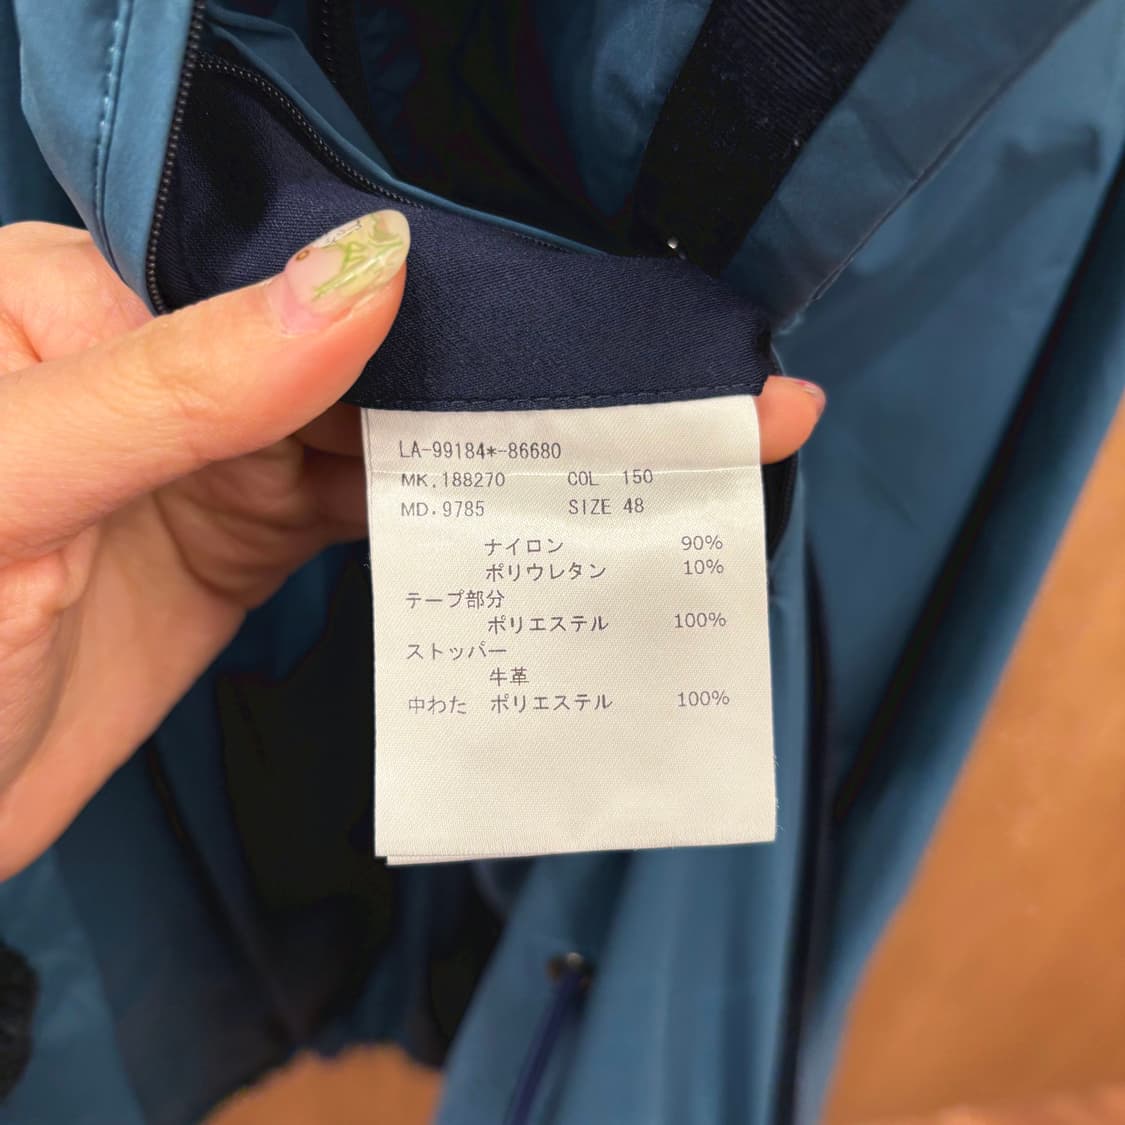 LA-99184*-86680
MK.188270 COL 150
MD.9785 SIZE 48
ナイロン 90%
ポリウレタン 10%
テープ部分
ポリエステル 100%
ストッパー
牛革
中わた ポリエステル 100%